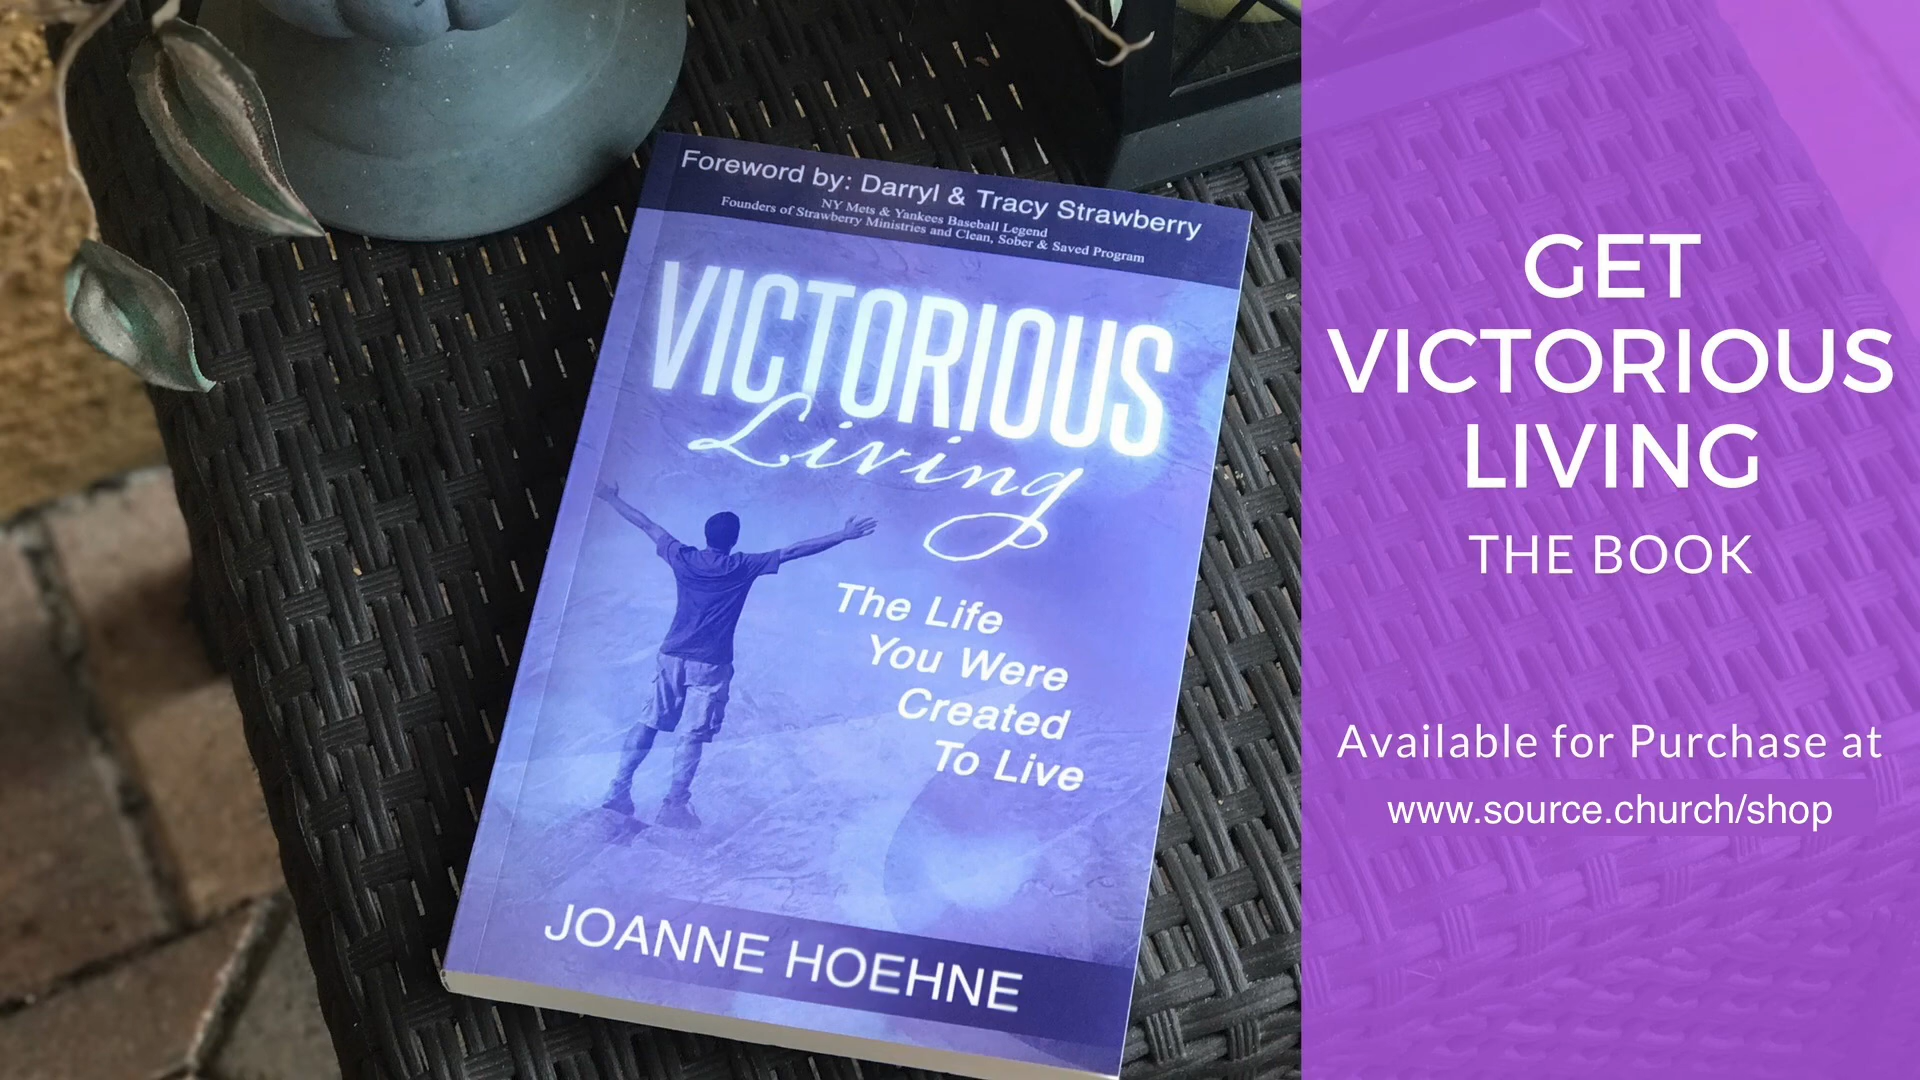 Foreword by: Darryl & Tracy Strawberry
NY Mets & Yankees Baseball Legend
Founders of Strawberry Ministries and Clean, Sober & Saved Program
VICTORIOUS
Living
The Life
You Were
Created
To Live
JOANNE HOEHNE
GET
VICTORIOUS
LIVING
THE BOOK
Available for Purchase at
www.source.church/shop